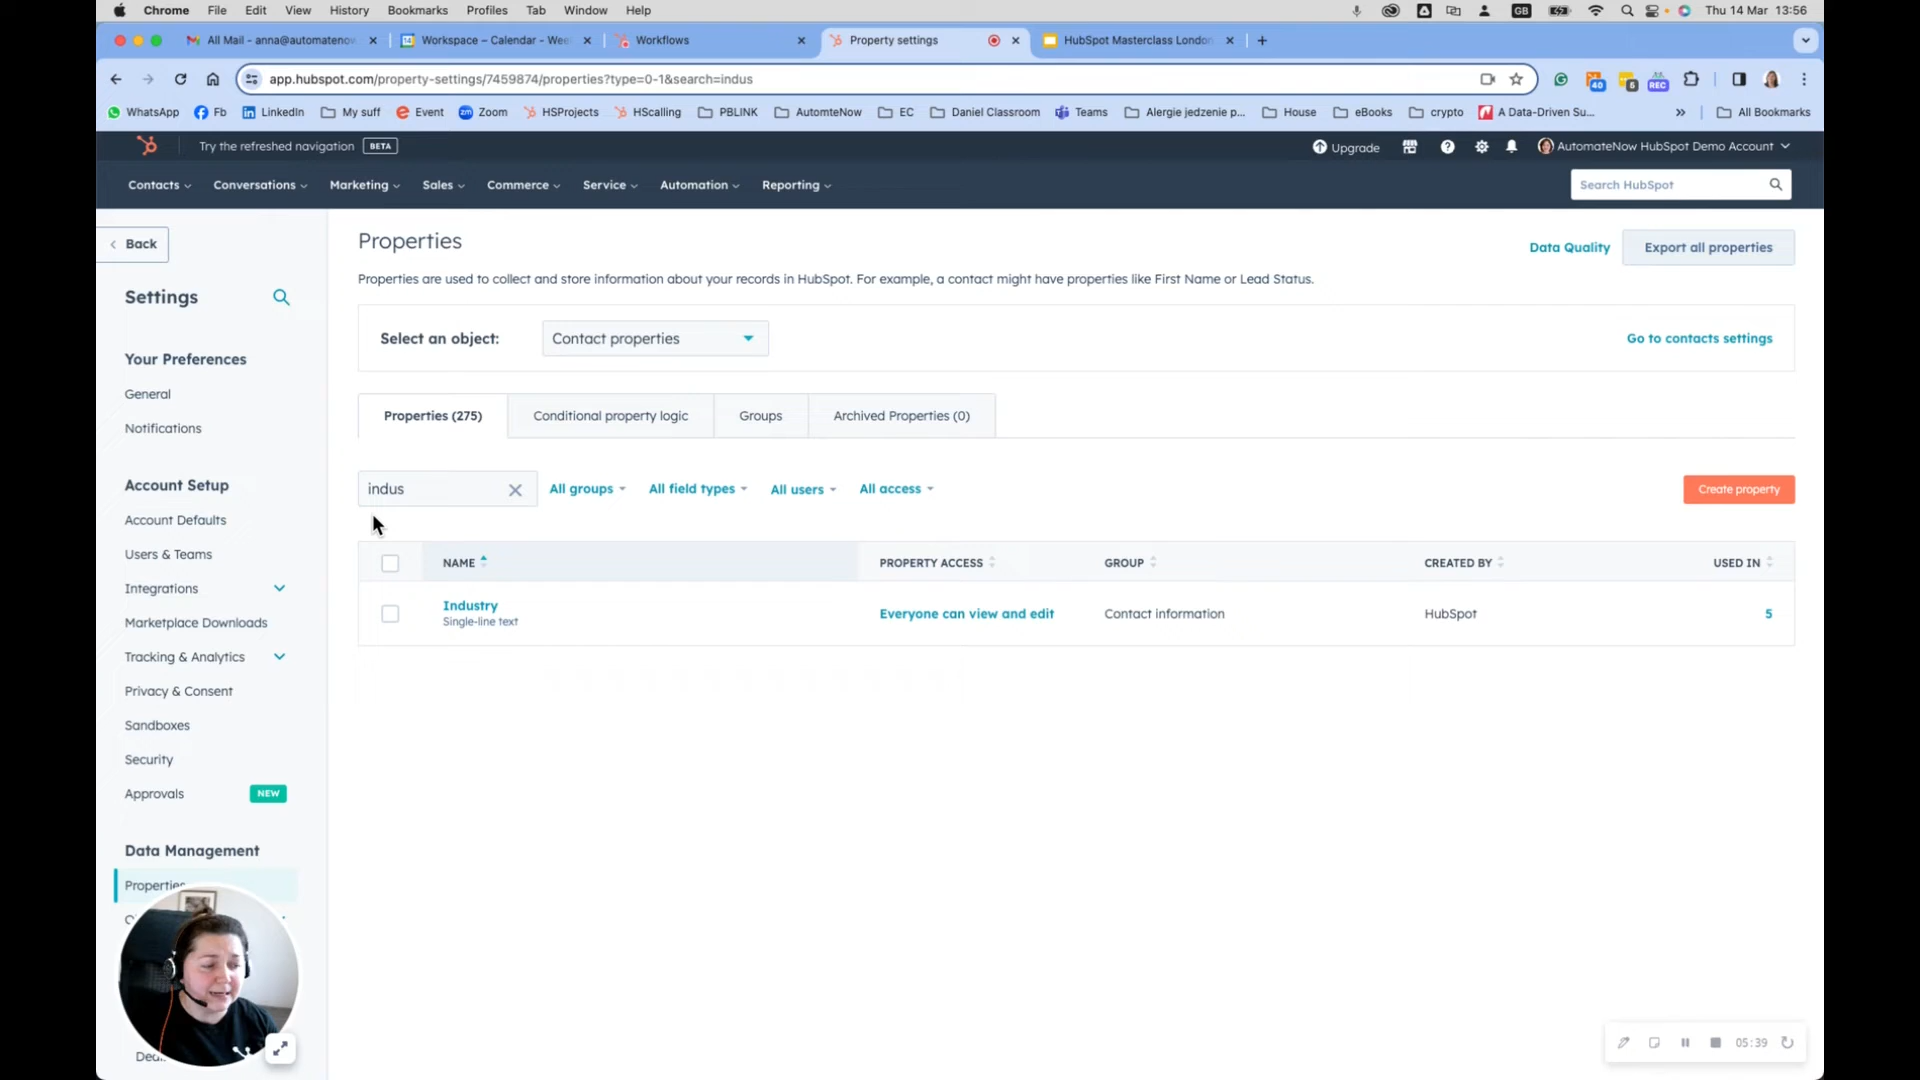 Chrome File Edit View History Bookmarks Profiles Tab Window Help GB Thu 14 Mar 13:56
All Mail - anna@automateno Workspace – Calendar - Wee Workflows Property settings HubSpot Masterclass London
app.hubspot.com/property-settings/7459874/properties?type=0-1&search=indus 40 5 REC
WhatsApp Fb LinkedIn My suff Event Zoom HSProjects HScalling PBLINK AutomteNow EC Daniel Classroom Teams Alergie jedzenie p... House eBooks crypto A Data-Driven Su... » All Bookmarks
Try the refreshed navigation BETA Upgrade AutomateNow HubSpot Demo Account
Contacts Conversations Marketing Sales Commerce Service Automation Reporting Search HubSpot
Back
Properties
Data Quality Export all properties
Properties are used to collect and store information about your records in HubSpot. For example, a contact might have properties like First Name or Lead Status.
Settings
Select an object: Contact properties Go to contacts settings
Your Preferences
General
Notifications
Properties (275) Conditional property logic Groups Archived Properties (0)
Account Setup
indus All groups All field types All users All access Create property
Account Defaults
Users & Teams
NAME PROPERTY ACCESS GROUP CREATED BY USED IN
Integrations
Industry
Single-line text
Everyone can view and edit Contact information HubSpot 5
Marketplace Downloads
Tracking & Analytics
Privacy & Consent
Sandboxes
Security
Approvals NEW
Data Management
Properties
05:39